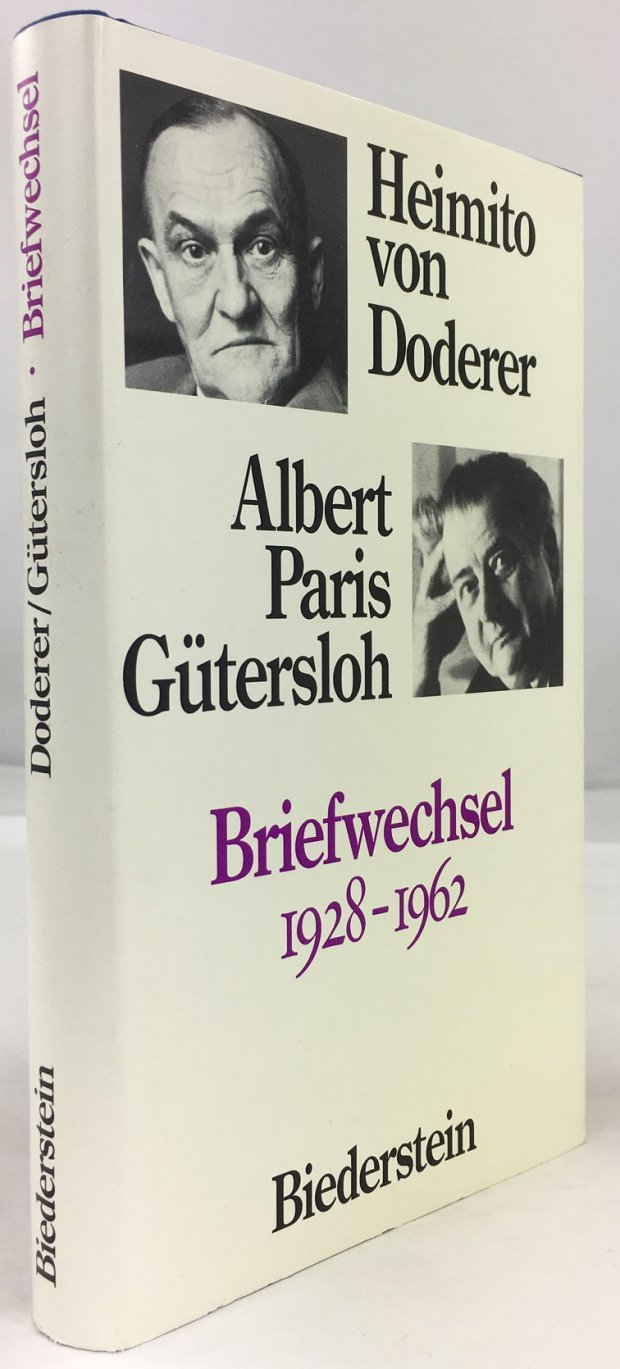 Doderer/Gütersloh · Briefwechsel
Biederstein
Heimito
von
Doderer
Albert
Paris
Gütersloh
Briefwechsel
1928–1962
Biederstein